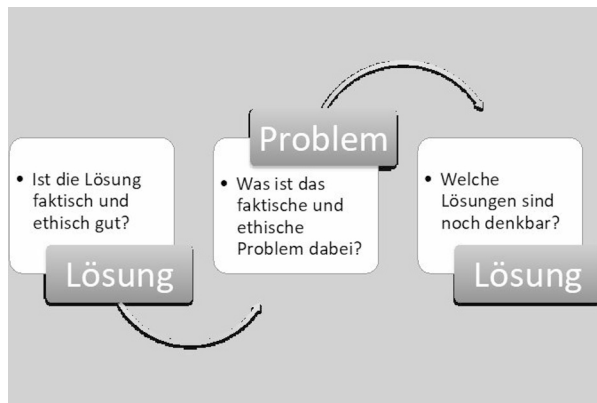 • Ist die Lösung
faktisch und
ethisch gut?
Lösung
Problem
• Was ist das
faktische und
ethische
Problem dabei?
• Welche
Lösungen sind
noch denkbar?
Lösung